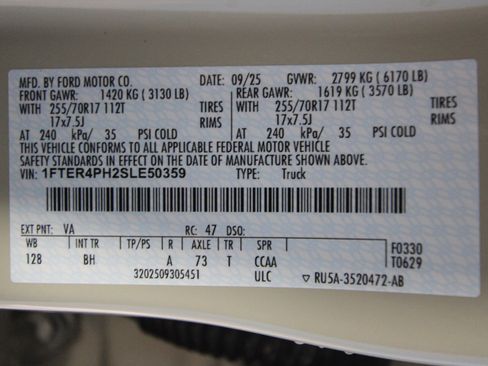 MFD. BY FORD MOTOR CO. DATE: 09/25 GVWR: 2799 KG ( 6170 LB)
FRONT GAWR: 1420 KG ( 3130 LB) REAR GAWR: 1619 KG ( 3570 LB)
WITH 255/70R17 112T TIRES WITH 255/70R17 112T TIRES
17x7.5J RIMS 17x7.5J RIMS
AT 240 kPa/ 35 PSI COLD AT 240 kPa/ 35 PSI COLD
THIS VEHICLE CONFORMS TO ALL APPLICABLE FEDERAL MOTOR VEHICLE
SAFETY STANDARDS IN EFFECT ON THE DATE OF MANUFACTURE SHOWN ABOVE.
VIN: 1FTER4PH2SLE50359 TYPE: Truck
EXT PNT: VA RC: 47 DSO: F0330
WB INT TR TP/PS R AXLE TR SPR T0629
128 BH A 73 T CCAA
3202509305451 ULC ▽ RU5A-3520472-AB